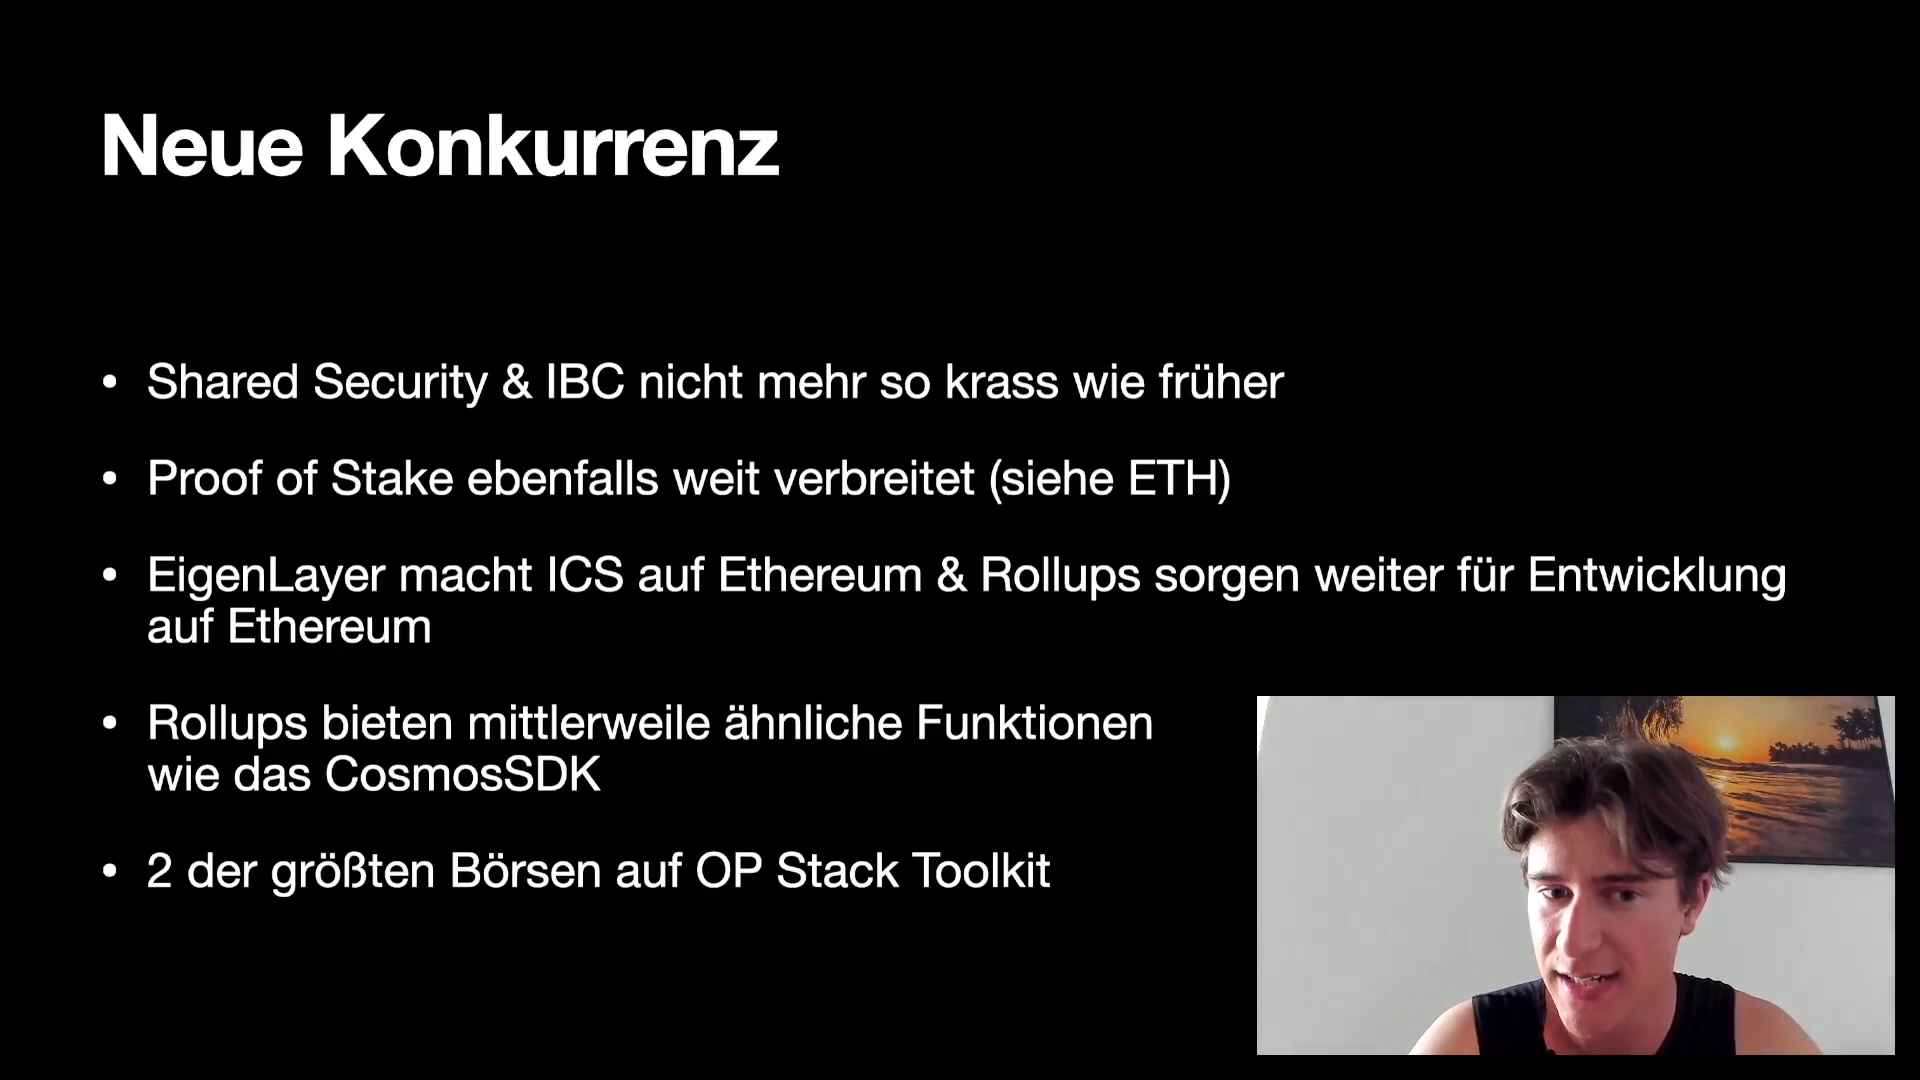 Neue Konkurrenz
• Shared Security & IBC nicht mehr so krass wie früher
• Proof of Stake ebenfalls weit verbreitet (siehe ETH)
• EigenLayer macht ICS auf Ethereum & Rollups sorgen weiter für Entwicklung
auf Ethereum
• Rollups bieten mittlerweile ähnliche Funktionen
wie das CosmosSDK
• 2 der größten Börsen auf OP Stack Toolkit